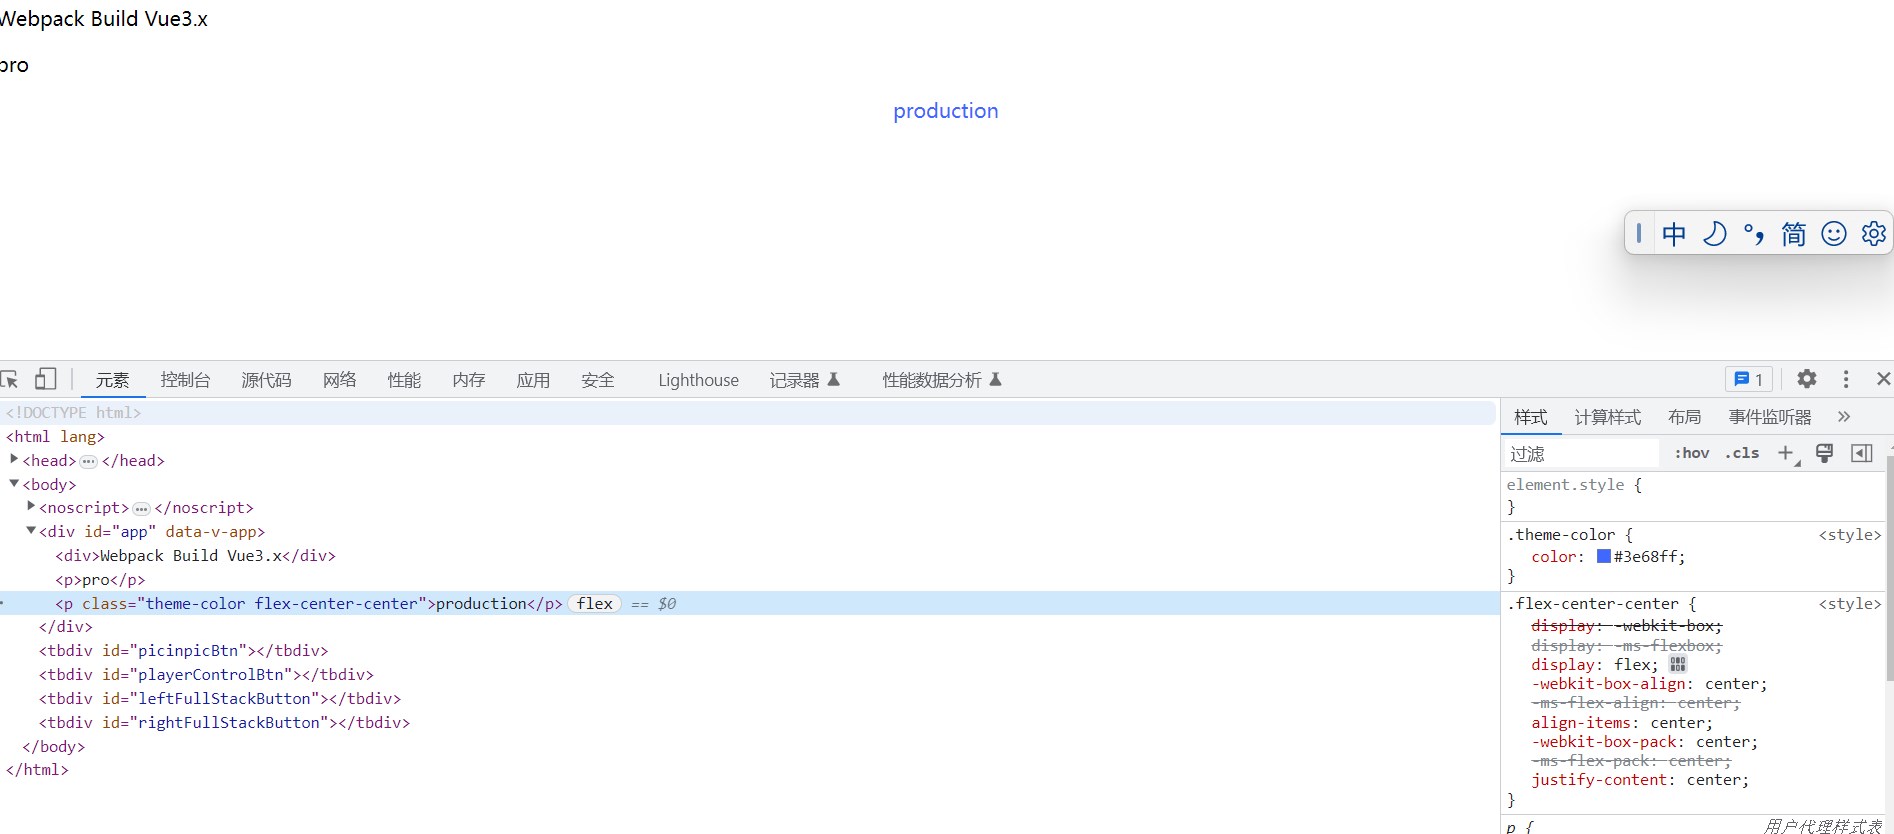 Webpack Build Vue3.x
pro
production
中 简
元素 控制台 源代码 网络 性能 内存 应用 安全 Lighthouse 记录器 性能数据分析 1
<!DOCTYPE html>
<html lang>
<head>…</head>
<body>
<noscript>…</noscript>
<div id="app" data-v-app>
<div>Webpack Build Vue3.x</div>
<p>pro</p>
<p class="theme-color flex-center-center">production</p> flex == $0
</div>
<tbdiv id="picinpicBtn"></tbdiv>
<tbdiv id="playerControlBtn"></tbdiv>
<tbdiv id="leftFullStackButton"></tbdiv>
<tbdiv id="rightFullStackButton"></tbdiv>
</body>
</html>
样式 计算样式 布局 事件监听器 »
过滤 :hov .cls +
element.style {
}
.theme-color { <style>
color: #3e68ff;
}
.flex-center-center { <style>
display: -webkit-box;
display: -ms-flexbox;
display: flex;
-webkit-box-align: center;
-ms-flex-align: center;
align-items: center;
-webkit-box-pack: center;
-ms-flex-pack: center;
justify-content: center;
}
p { 用户代理样式表